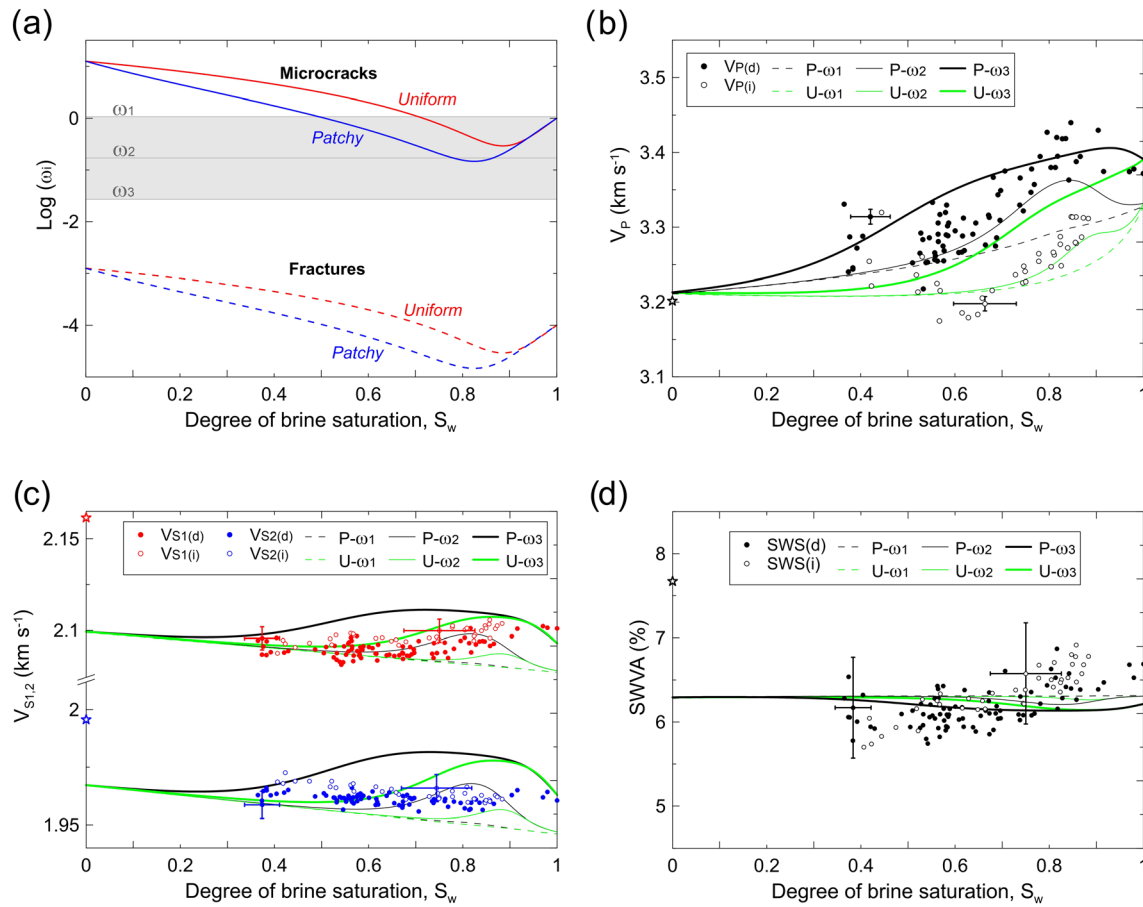 (a)
Log (ωi)
0
-2
-4
Microcracks
Uniform
Patchy
ω1
ω2
ω3
Fractures
Uniform
Patchy
0 0.2 0.4 0.6 0.8 1
Degree of brine saturation, Sw
(b)
VP (km s-1)
3.5
3.4
3.3
3.2
3.1
VP(d) P-ω1 P-ω2 P-ω3
VP(i) U-ω1 U-ω2 U-ω3
0 0.2 0.4 0.6 0.8 1
Degree of brine saturation, Sw
(c)
VS1,2 (km s-1)
2.15
2.1
2
1.95
VS1(d) VS2(d) P-ω1 P-ω2 P-ω3
VS1(i) VS2(i) U-ω1 U-ω2 U-ω3
0 0.2 0.4 0.6 0.8 1
Degree of brine saturation, Sw
(d)
SWVA (%)
8
7
6
5
SWS(d) P-ω1 P-ω2 P-ω3
SWS(i) U-ω1 U-ω2 U-ω3
0 0.2 0.4 0.6 0.8 1
Degree of brine saturation, Sw